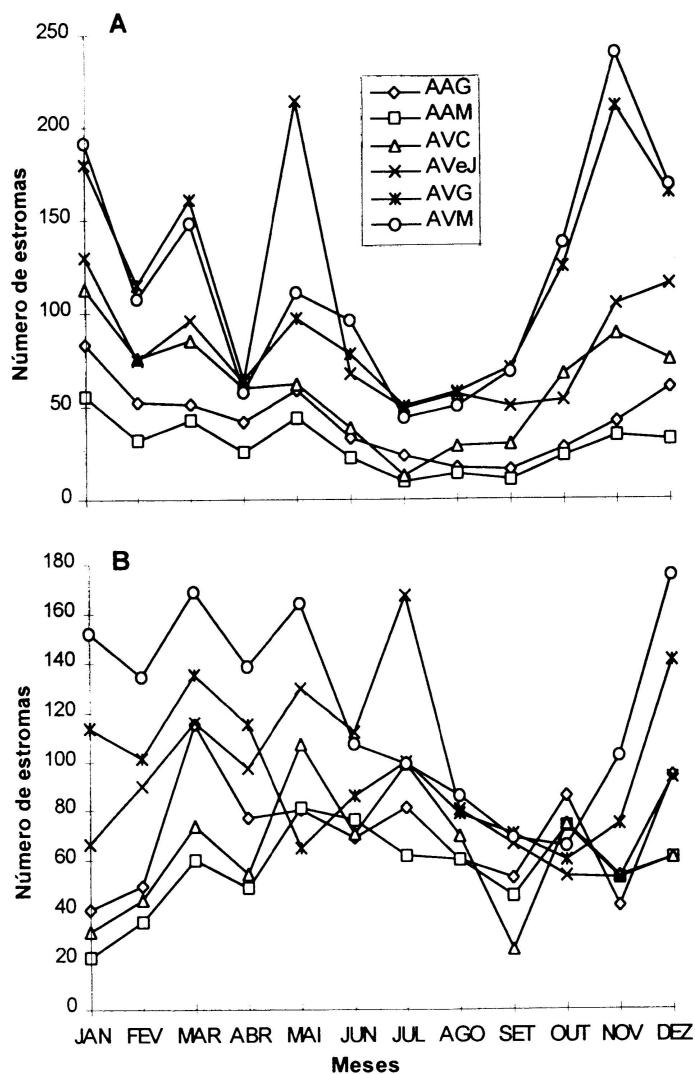 A
Número de estromas
250
200
150
100
50
0
AAG
AAM
AVC
AVeJ
AVG
AVM
B
Número de estromas
180
160
140
120
100
80
60
40
20
0
JAN FEV MAR ABR MAI JUN JUL AGO SET OUT NOV DEZ
Meses